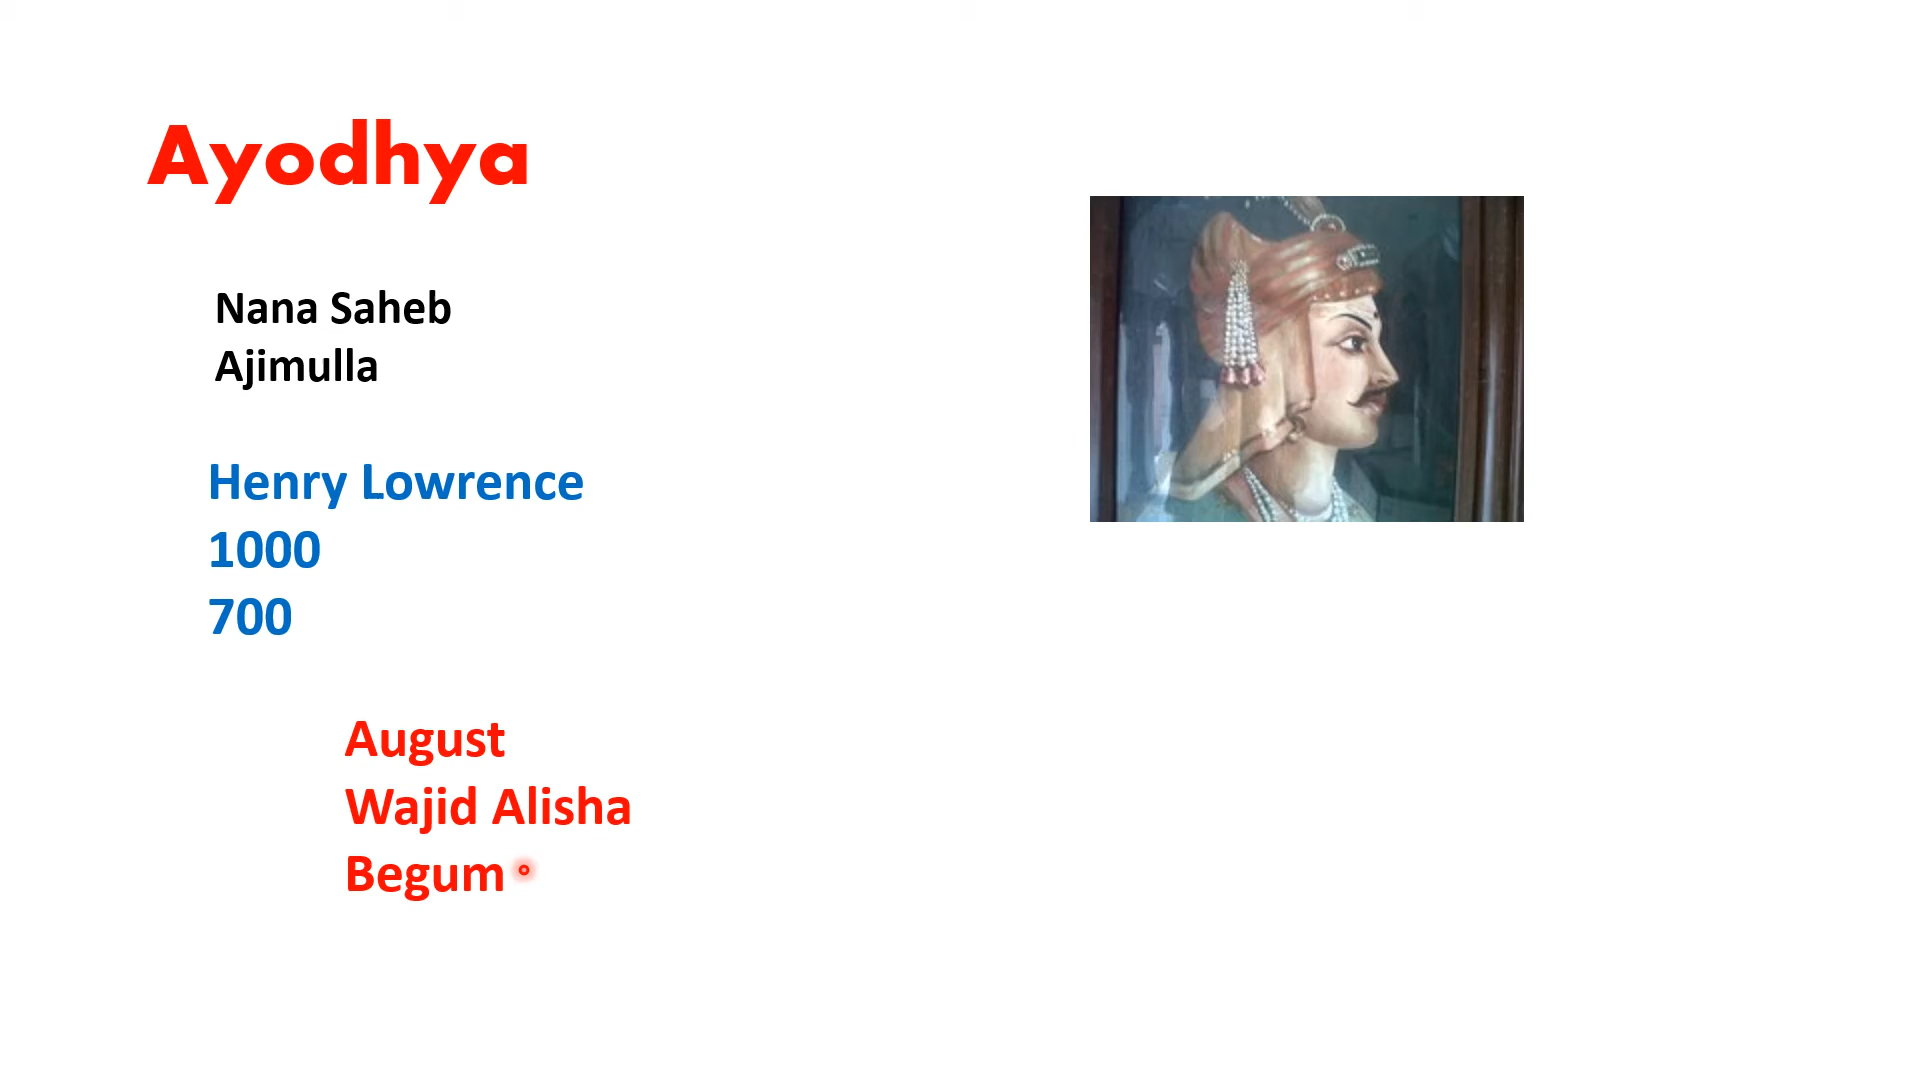 Ayodhya
Nana Saheb
Ajimulla
Henry Lowrence
1000
700
August
Wajid Alisha
Begum